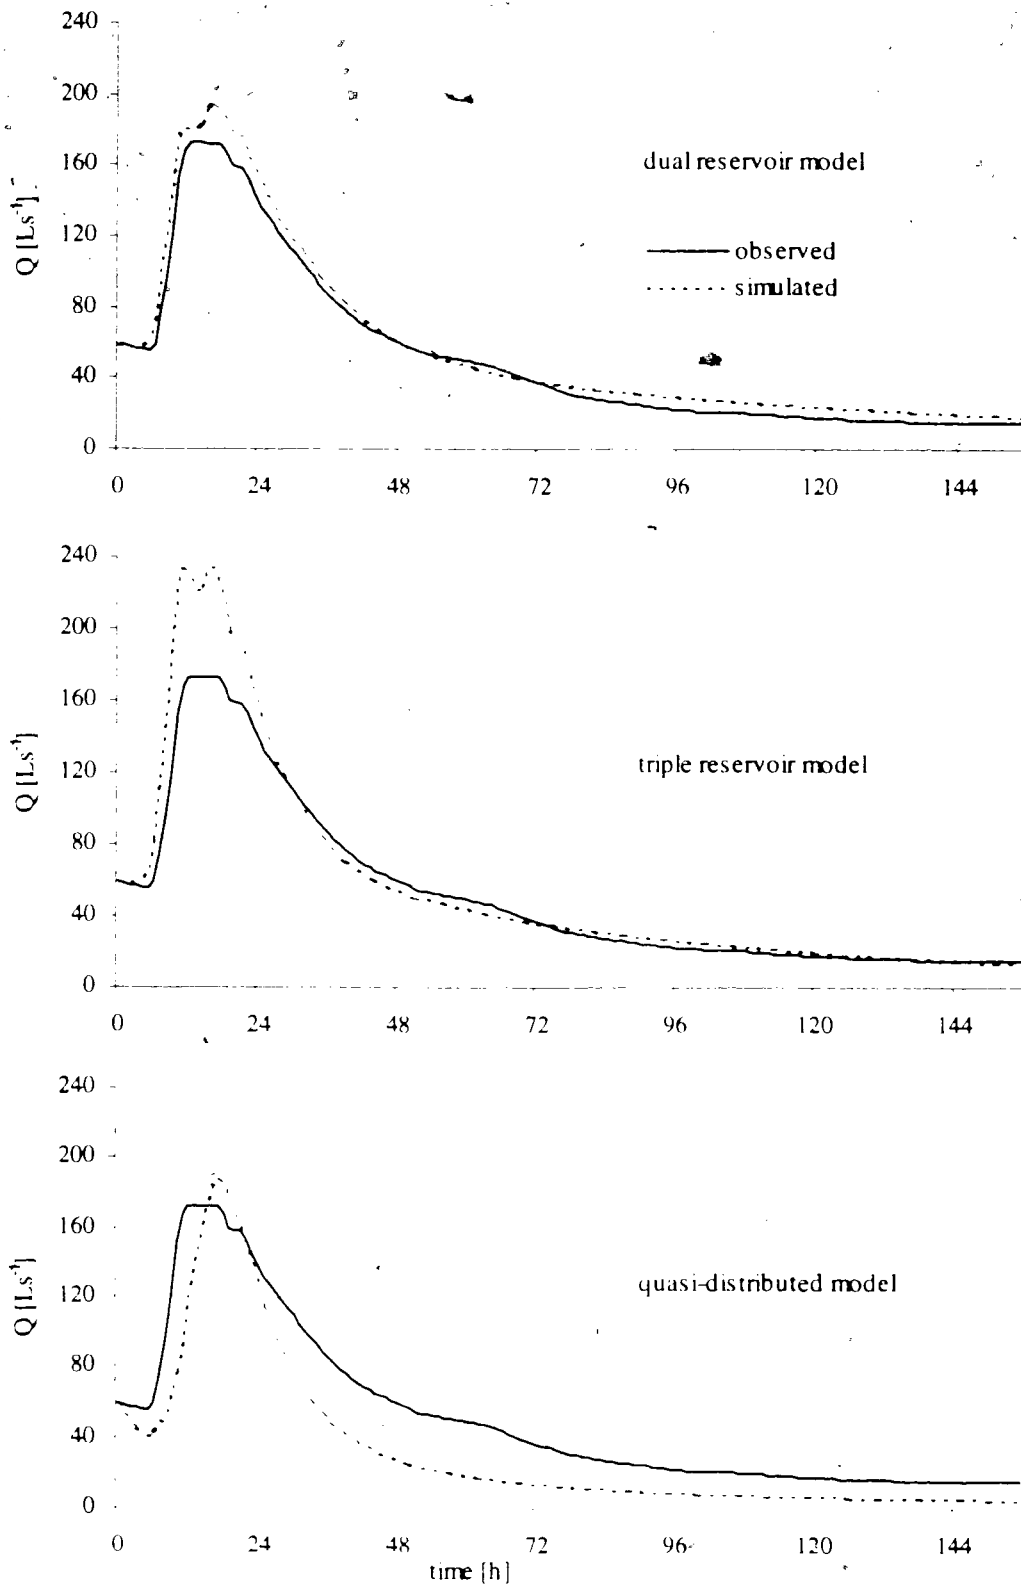 240
200
160
120
80
40
0
Q [Ls⁻¹]
dual reservoir model
observed
simulated
0 24 48 72 96 120 144
240
200
160
120
80
40
0
Q [Ls⁻¹]
triple reservoir model
0 24 48 72 96 120 144
240
200
160
120
80
40
0
Q [Ls⁻¹]
quasi-distributed model
0 24 48 72 96 120 144
time [h]